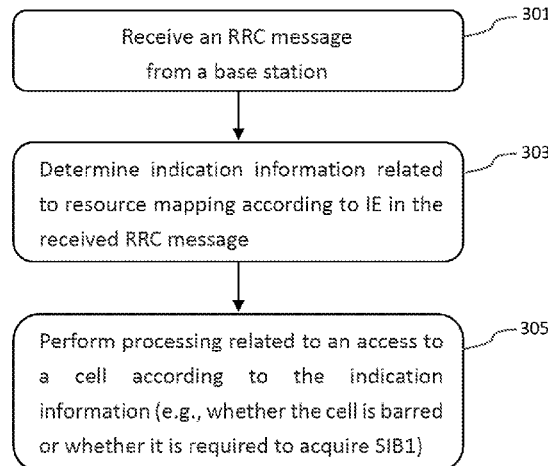 Receive an RRC message
from a base station
301
Determine indication information related
to resource mapping according to IE in the
received RRC message
303
Perform processing related to an access to
a cell according to the indication
information (e.g., whether the cell is barred
or whether it is required to acquire SIB1)
305